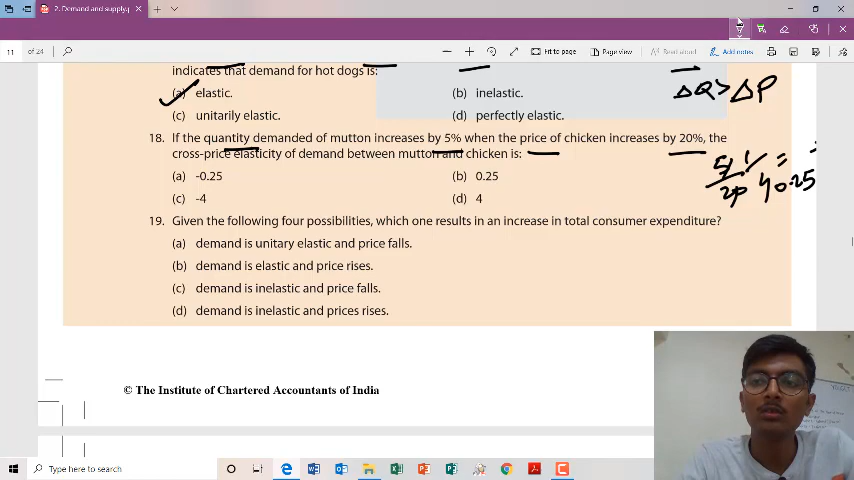 2. Demand and supply.p
11 of 24
Fit to page
Page view
Read aloud
Add notes
indicates that demand for hot dogs is:
(a) elastic.
(b) inelastic.
(c) unitarily elastic.
(d) perfectly elastic.
ΔQ>ΔP
18. If the quantity demanded of mutton increases by 5% when the price of chicken increases by 20%, the
cross-price elasticity of demand between mutton and chicken is:
(a) -0.25
(b) 0.25
(c) -4
(d) 4
19. Given the following four possibilities, which one results in an increase in total consumer expenditure?
(a) demand is unitary elastic and price falls.
(b) demand is elastic and price rises.
(c) demand is inelastic and price falls.
(d) demand is inelastic and prices rises.
© The Institute of Chartered Accountants of India
Type here to search